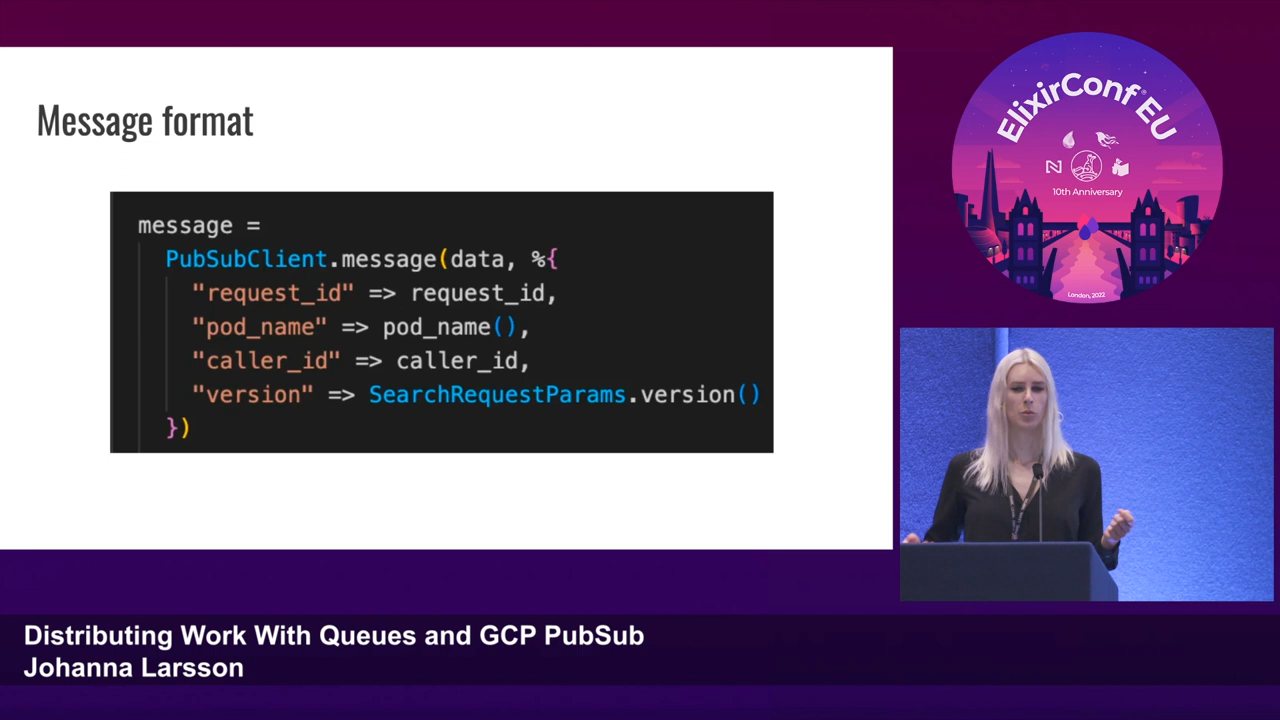 Message format
message =
PubSubClient.message(data, %{
"request_id" => request_id,
"pod_name" => pod_name(),
"caller_id" => caller_id,
"version" => SearchRequestParams.version()
})
ElixirConf® EU
10th Anniversary
London, 2022
Distributing Work With Queues and GCP PubSub
Johanna Larsson